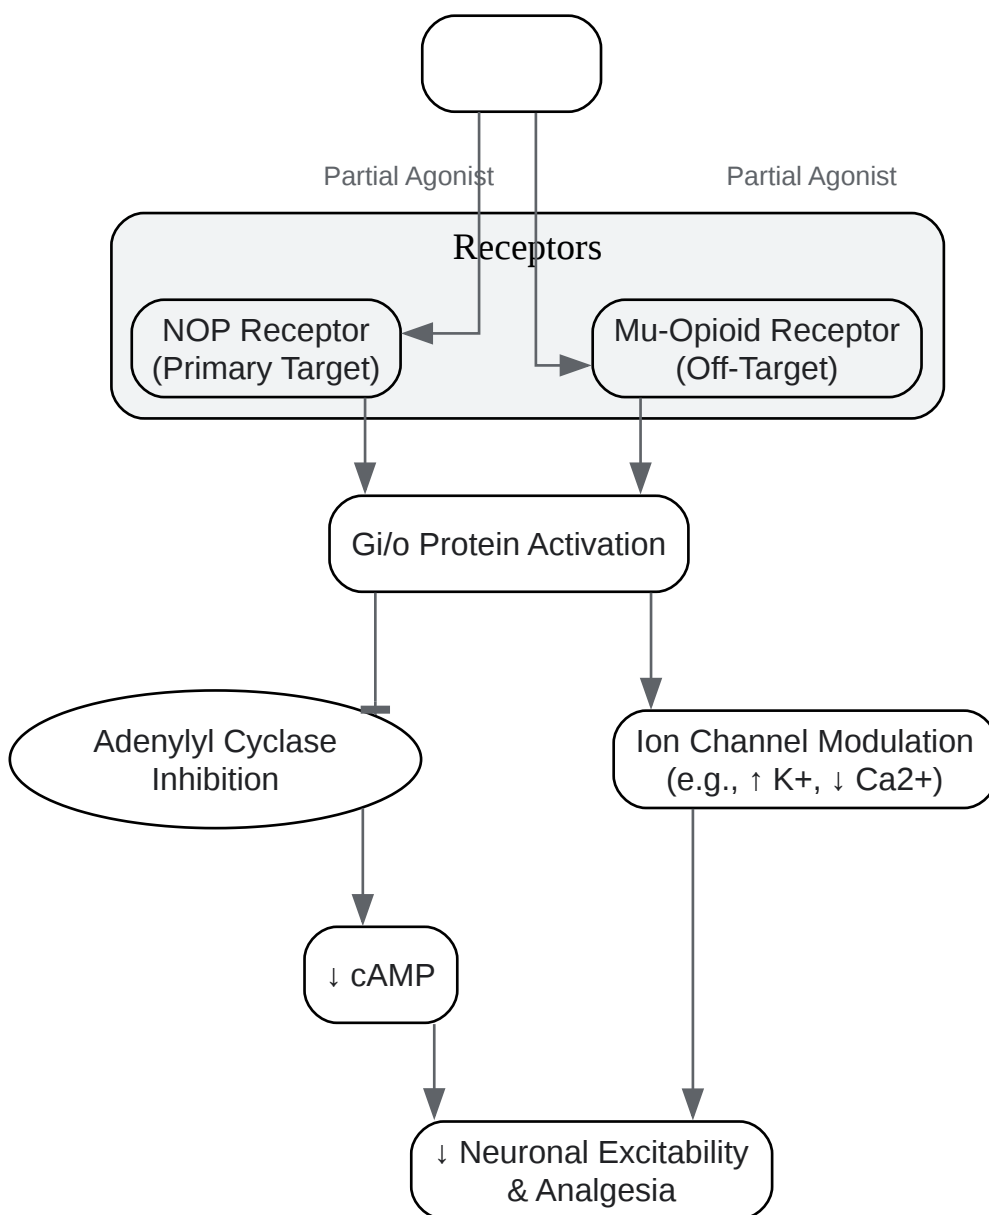 Partial Agonist
Partial Agonist
Receptors
NOP Receptor
(Primary Target)
Mu-Opioid Receptor
(Off-Target)
Gi/o Protein Activation
Adenylyl Cyclase
Inhibition
Ion Channel Modulation
(e.g., ↑ K+, ↓ Ca2+)
↓ cAMP
↓ Neuronal Excitability
& Analgesia